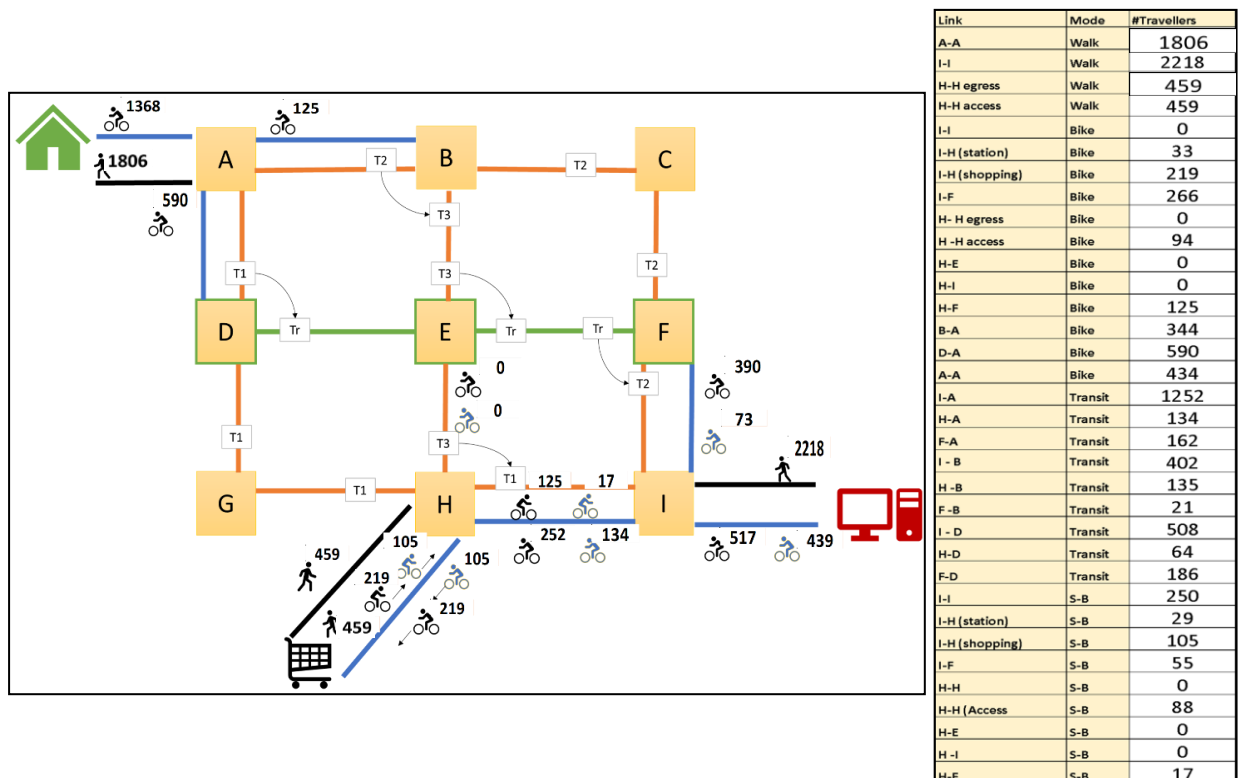 1368
125
1806
590
A
B
C
T2
T2
T3
T1
T3
T2
D
Tr
E
Tr
Tr
F
T2
0
0
390
73
T1
T3
T1
125
17
2218
G
T1
H
I
252
134
517
439
459
105
219
105
459
219
Link Mode #Travellers
A-A Walk 1806
I-I Walk 2218
H-H egress Walk 459
H-H access Walk 459
I-I Bike 0
I-H (station) Bike 33
I-H (shopping) Bike 219
I-F Bike 266
H- H egress Bike 0
H -H access Bike 94
H-E Bike 0
H-I Bike 0
H-F Bike 125
B-A Bike 344
D-A Bike 590
A-A Bike 434
I-A Transit 1252
H-A Transit 134
F-A Transit 162
I - B Transit 402
H -B Transit 135
F -B Transit 21
I - D Transit 508
H-D Transit 64
F-D Transit 186
I-I S-B 250
I-H (station) S-B 29
I-H (shopping) S-B 105
I-F S-B 55
H-H S-B 0
H-H (Access S-B 88
H-E S-B 0
H -I S-B 0
H-F S-B 17